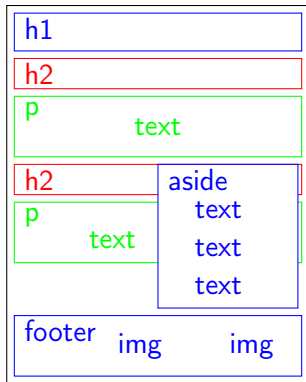 h1
h2
p
text
h2
aside
text
p
text
text
text
footer
img img